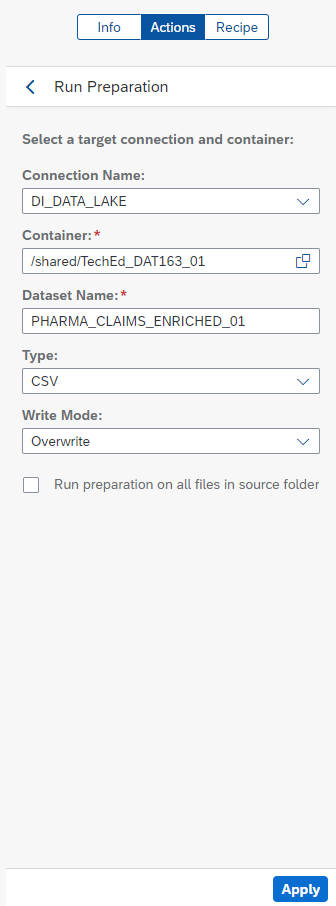 Info Actions Recipe
Run Preparation
Select a target connection and container:
Connection Name:
DI_DATA_LAKE
Container:*
/shared/TechEd_DAT163_01
Dataset Name:*
PHARMA_CLAIMS_ENRICHED_01
Type:
CSV
Write Mode:
Overwrite
Run preparation on all files in source folder
Apply